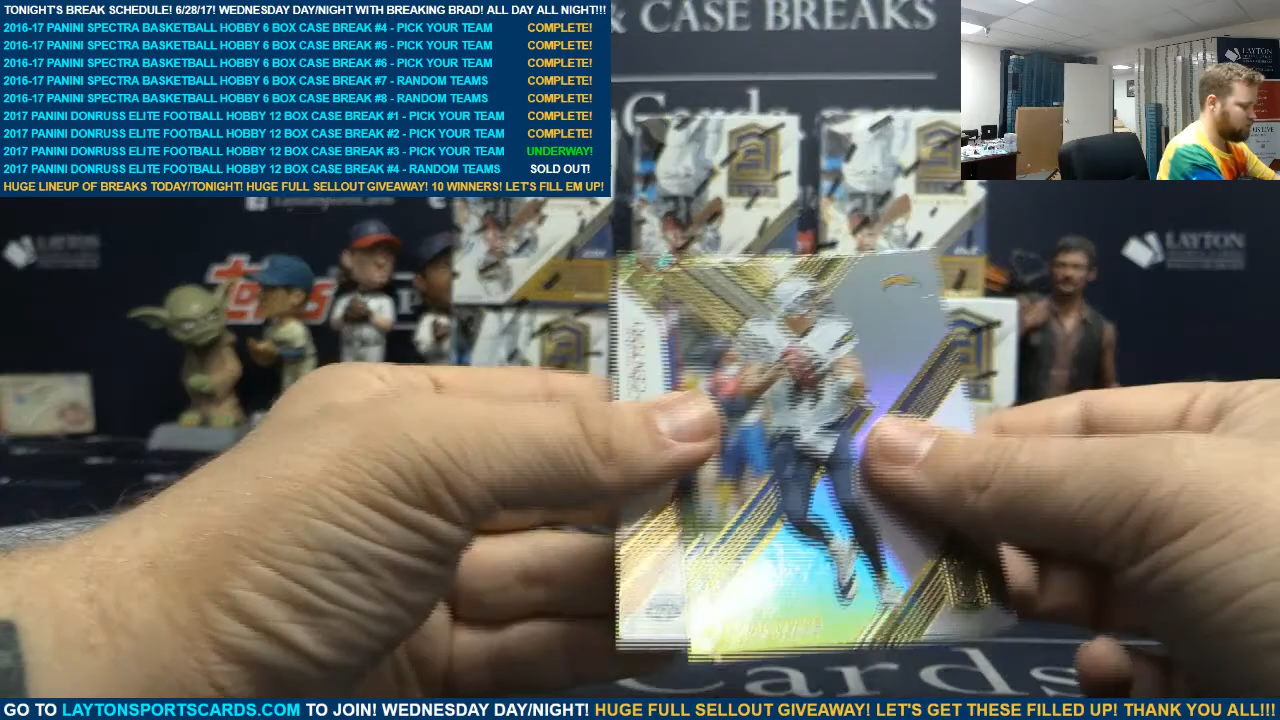 TONIGHT'S BREAK SCHEDULE! 6/28/17! WEDNESDAY DAY/NIGHT WITH BREAKING BRAD! ALL DAY ALL NIGHT!!!
2016-17 PANINI SPECTRA BASKETBALL HOBBY 6 BOX CASE BREAK #4 - PICK YOUR TEAM COMPLETE!
2016-17 PANINI SPECTRA BASKETBALL HOBBY 6 BOX CASE BREAK #5 - PICK YOUR TEAM COMPLETE!
2016-17 PANINI SPECTRA BASKETBALL HOBBY 6 BOX CASE BREAK #6 - PICK YOUR TEAM COMPLETE!
2016-17 PANINI SPECTRA BASKETBALL HOBBY 6 BOX CASE BREAK #7 - RANDOM TEAMS COMPLETE!
2016-17 PANINI SPECTRA BASKETBALL HOBBY 6 BOX CASE BREAK #8 - RANDOM TEAMS COMPLETE!
2017 PANINI DONRUSS ELITE FOOTBALL HOBBY 12 BOX CASE BREAK #1 - PICK YOUR TEAM COMPLETE!
2017 PANINI DONRUSS ELITE FOOTBALL HOBBY 12 BOX CASE BREAK #2 - PICK YOUR TEAM COMPLETE!
2017 PANINI DONRUSS ELITE FOOTBALL HOBBY 12 BOX CASE BREAK #3 - PICK YOUR TEAM UNDERWAY!
2017 PANINI DONRUSS ELITE FOOTBALL HOBBY 12 BOX CASE BREAK #4 - RANDOM TEAMS SOLD OUT!
HUGE LINEUP OF BREAKS TODAY/TONIGHT! HUGE FULL SELLOUT GIVEAWAY! 10 WINNERS! LET'S FILL EM UP!
& CASE BREAKS
Cards
LAYTON
LAYTON
LAYTON
Topps
Cards
GO TO LAYTONSPORTSCARDS.COM TO JOIN! WEDNESDAY DAY/NIGHT! HUGE FULL SELLOUT GIVEAWAY! LET'S GET THESE FILLED UP! THANK YOU ALL!!!